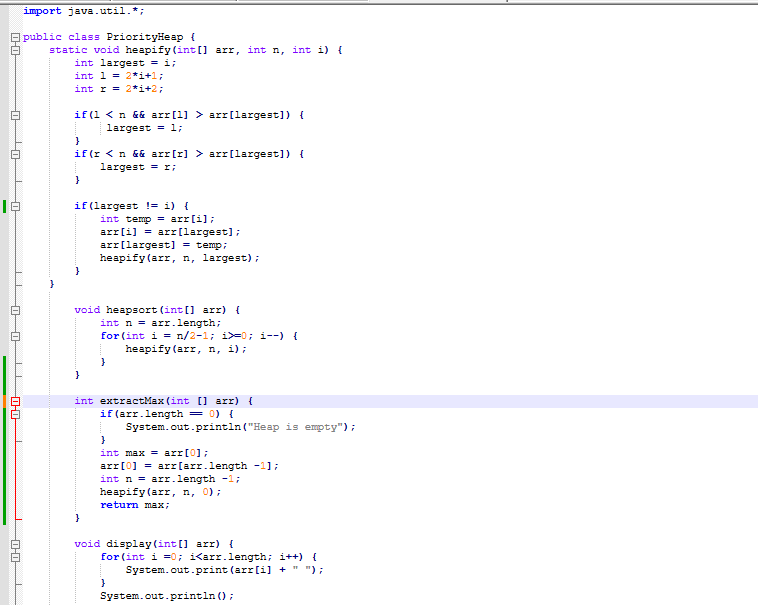 import java.util.*;
public class PriorityHeap {
static void heapify(int[] arr, int n, int i) {
int largest = i;
int l = 2*i+1;
int r = 2*i+2;
if(l < n && arr[l] > arr[largest]) {
largest = l;
}
if(r < n && arr[r] > arr[largest]) {
largest = r;
}
if(largest != i) {
int temp = arr[i];
arr[i] = arr[largest];
arr[largest] = temp;
heapify(arr, n, largest);
}
}
void heapsort(int[] arr) {
int n = arr.length;
for(int i = n/2-1; i>=0; i--) {
heapify(arr, n, i);
}
}
int extractMax(int [] arr) {
if(arr.length == 0) {
System.out.println("Heap is empty");
}
int max = arr[0];
arr[0] = arr[arr.length -1];
int n = arr.length -1;
heapify(arr, n, 0);
return max;
}
void display(int[] arr) {
for(int i =0; i<arr.length; i++) {
System.out.print(arr[i] + " ");
}
System.out.println();